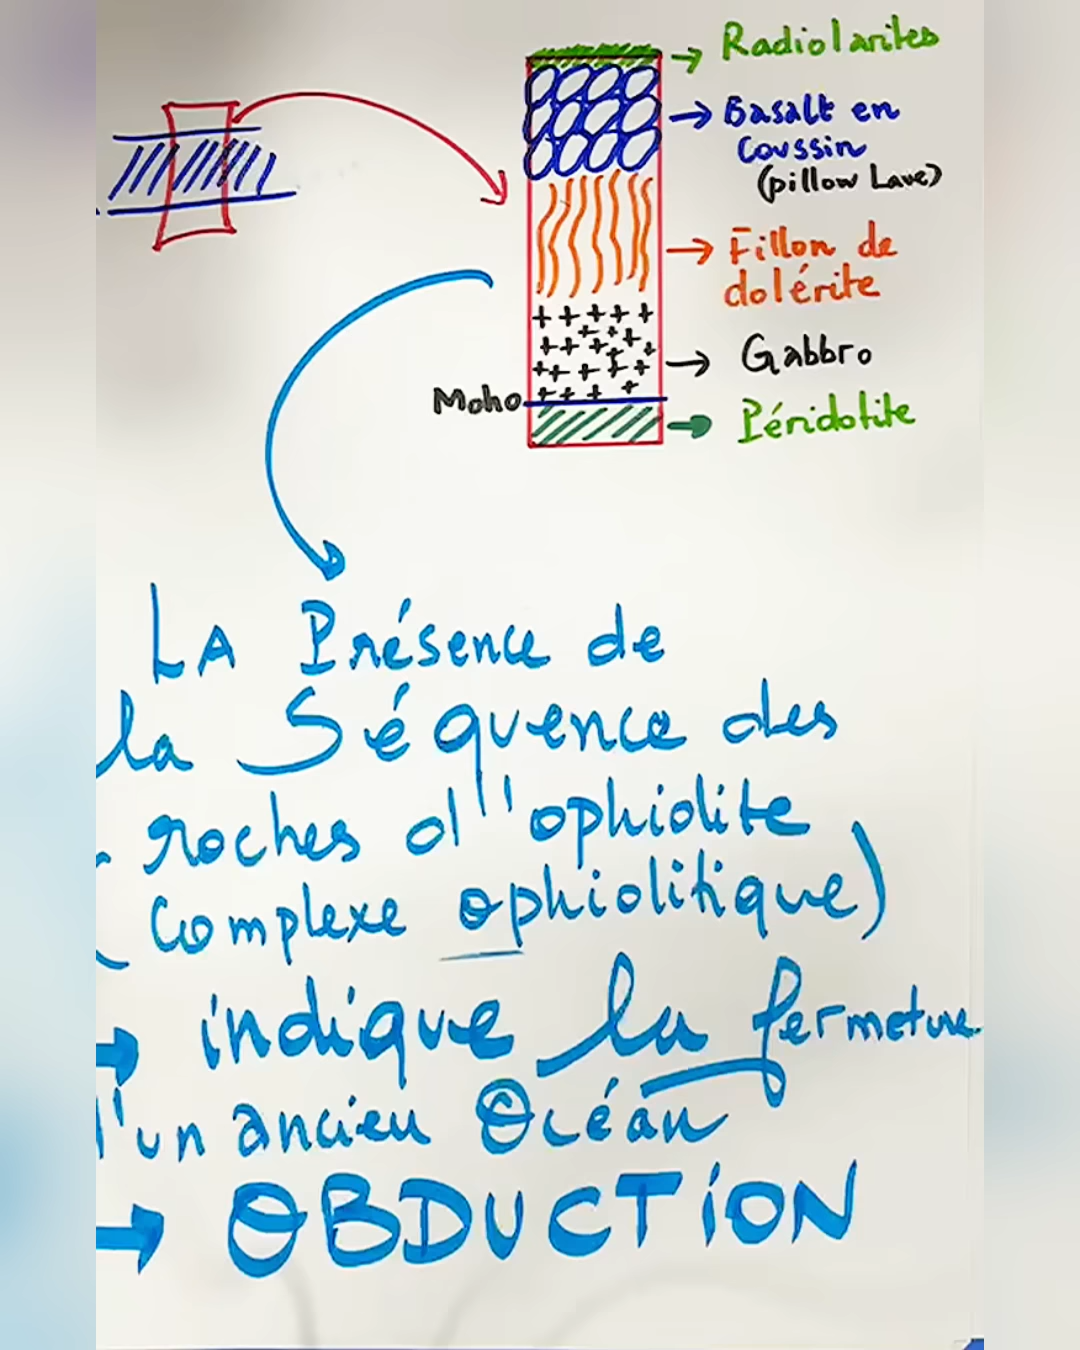 Radiolarites
Basalt en
Coussin
(pillow Lave)
Fillon de
dolérite
Gabbro
Moho
Péridotite
LA Présence de
la Séquence des
roches d'ophiolite
(Complexe ophiolitique)
indique la fermeture
d'un ancien Océan
OBDUCTION